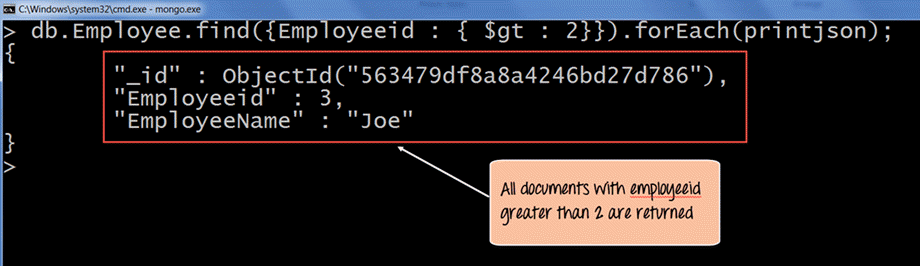 C:\Windows\system32\cmd.exe - mongo.exe
> db.Employee.find({Employeeid : { $gt : 2}}).forEach(printjson);
{
"_id" : ObjectId("563479df8a8a4246bd27d786"),
"Employeeid" : 3,
"EmployeeName" : "Joe"
}
>
All documents with employeeid
greater than 2 are returned